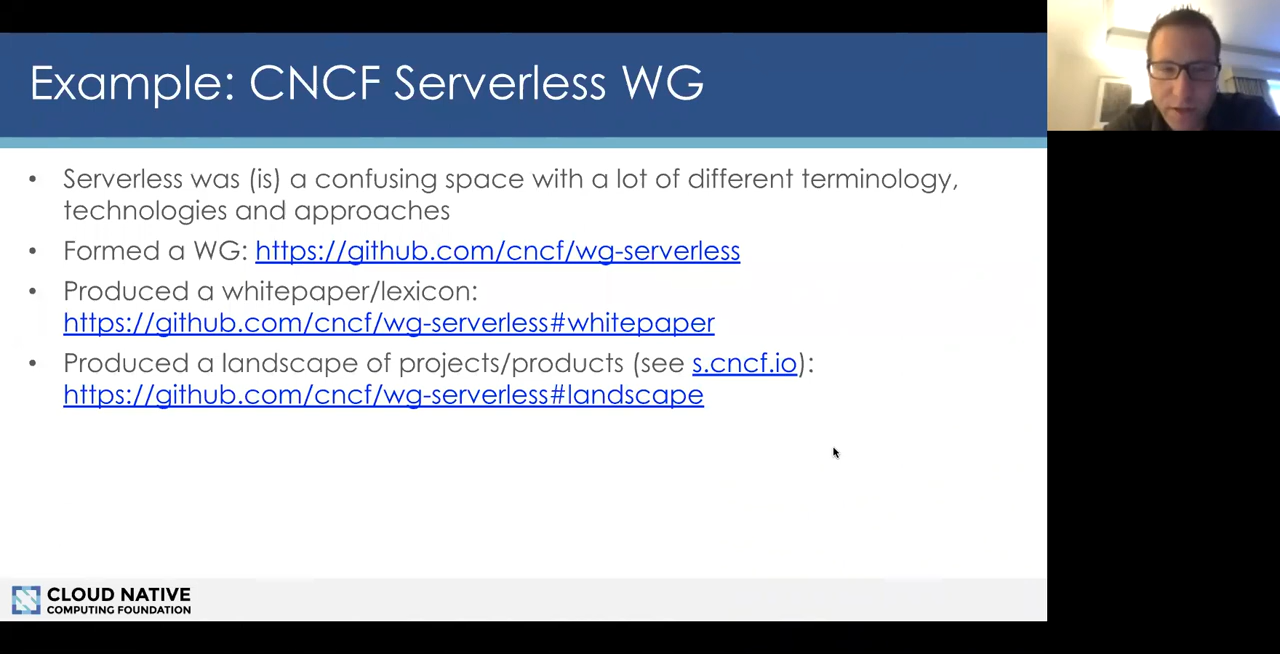 Example: CNCF Serverless WG
• Serverless was (is) a confusing space with a lot of different terminology,
technologies and approaches
• Formed a WG: https://github.com/cncf/wg-serverless
• Produced a whitepaper/lexicon:
https://github.com/cncf/wg-serverless#whitepaper
• Produced a landscape of projects/products (see s.cncf.io):
https://github.com/cncf/wg-serverless#landscape
CLOUD NATIVE
COMPUTING FOUNDATION